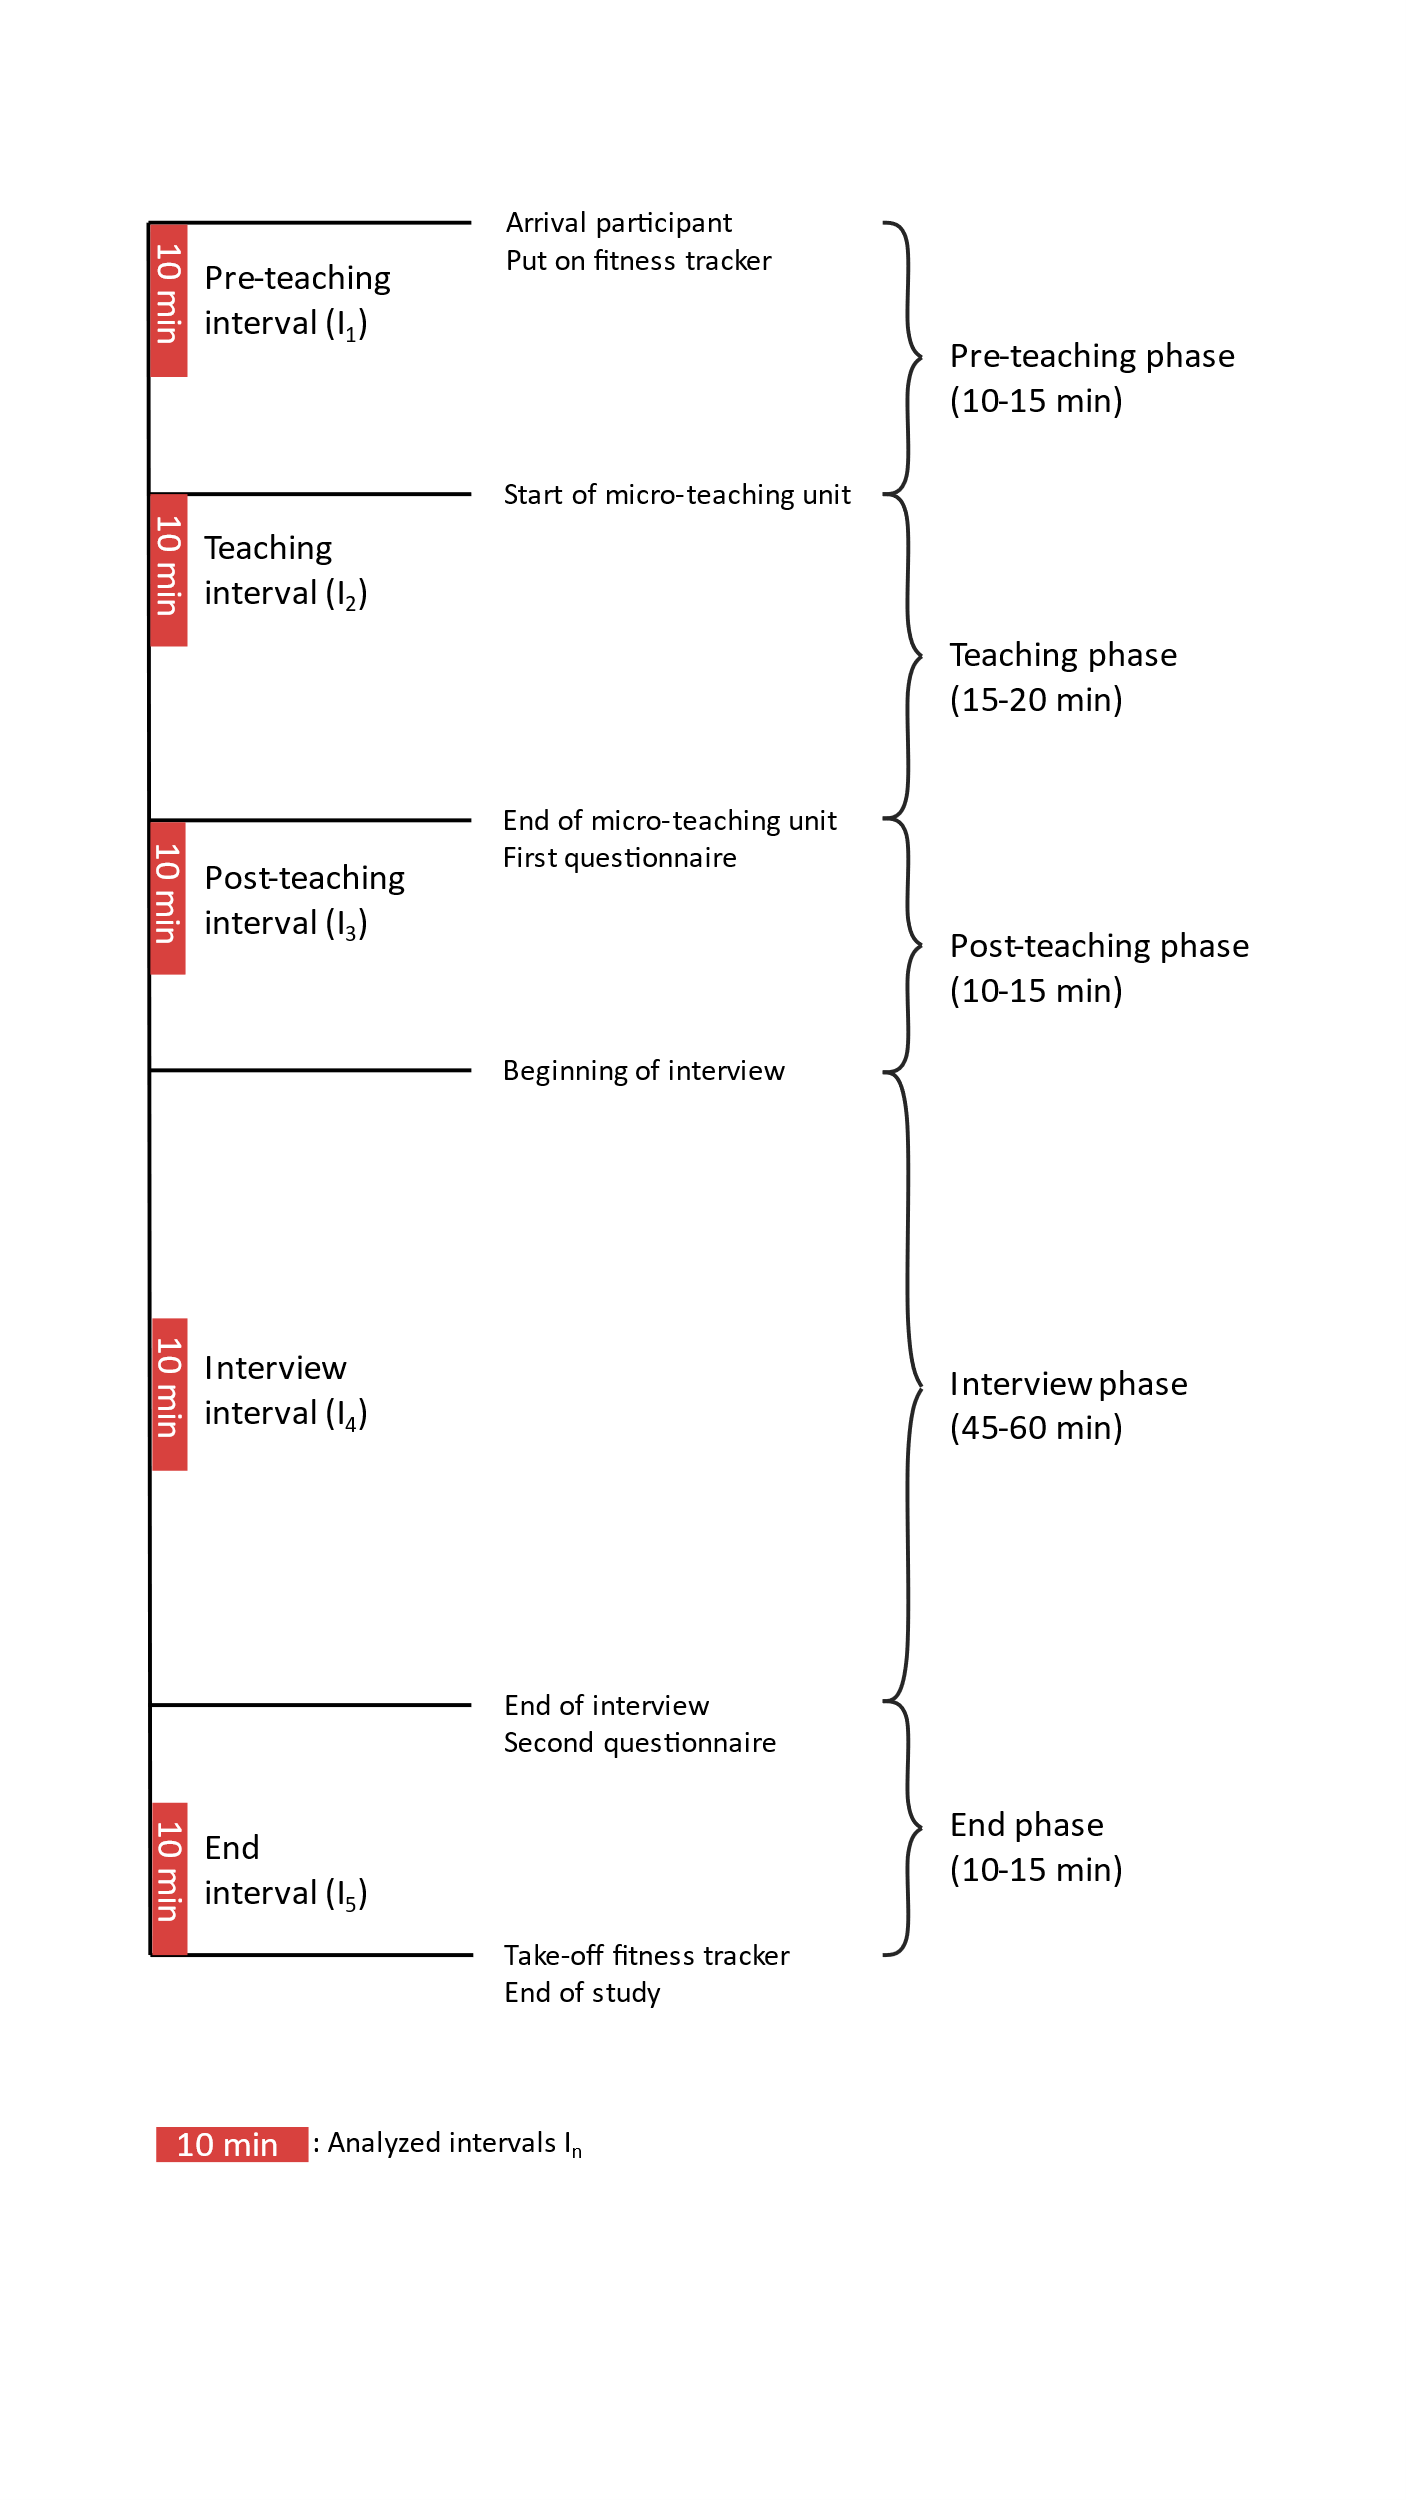 Arrival participant
Put on fitness tracker
10 min
Pre-teaching
interval (I1)
Pre-teaching phase
(10-15 min)
Start of micro-teaching unit
10 min
Teaching
interval (I2)
Teaching phase
(15-20 min)
End of micro-teaching unit
First questionnaire
10 min
Post-teaching
interval (I3)
Post-teaching phase
(10-15 min)
Beginning of interview
10 min
Interview
interval (I4)
Interview phase
(45-60 min)
End of interview
Second questionnaire
10 min
End
interval (I5)
End phase
(10-15 min)
Take-off fitness tracker
End of study
10 min : Analyzed intervals In